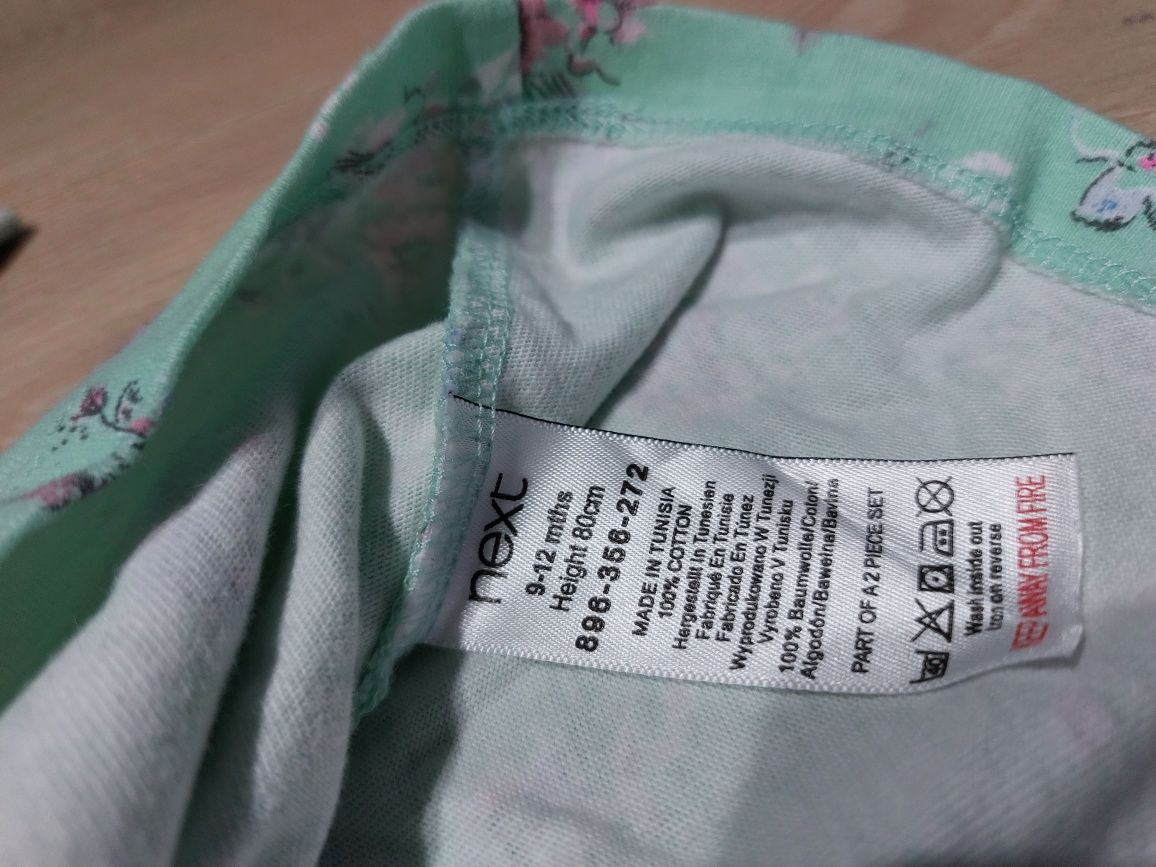 next
9-12 mths
Height 80cm
896-356-272
MADE IN TUNISIA
100% COTTON
Hergestellt In Tunesien
Fabriqué En Tunisie
Fabricado En Tunez
Wyprodukowano W Tunezji
Vyrobeno V Tunisku
100% Baumwolle/Coton/
Algodón/Bawełna/Bavlna
PART OF A 2 PIECE SET
40
Wash inside out
Iron on reverse
KEEP AWAY FROM FIRE